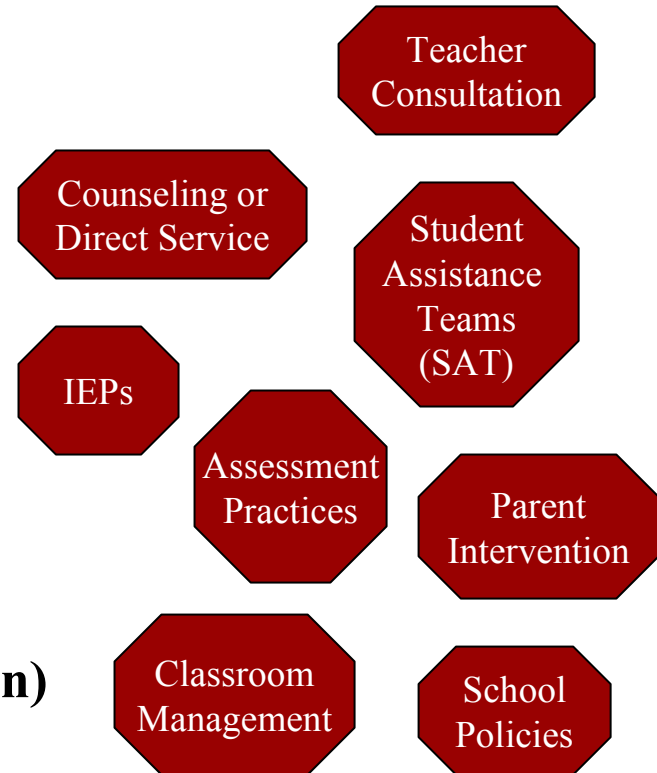 Teacher
Consultation
Counseling or
Direct Service
Student
Assistance
Teams
(SAT)
IEPs
Assessment
Practices
Parent
Intervention
n)
Classroom
Management
School
Policies